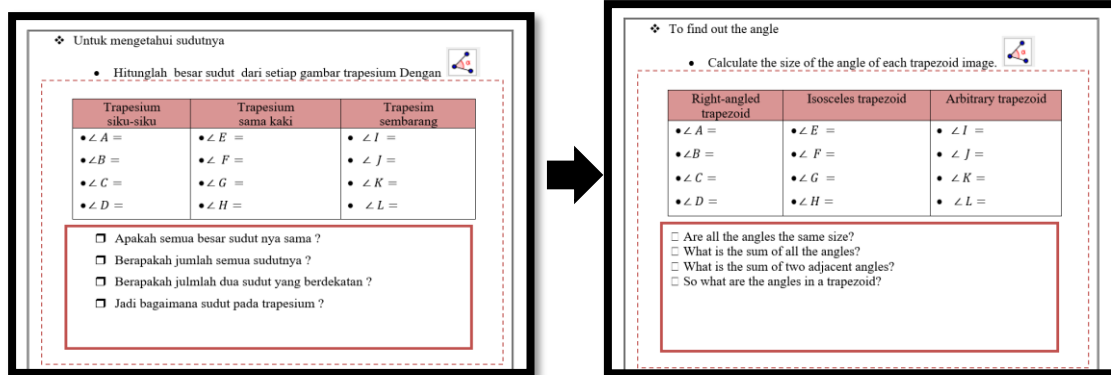 ❖ Untuk mengetahui sudutnya
• Hitunglah besar sudut dari setiap gambar trapesium Dengan
Trapesium siku-siku | Trapesium sama kaki | Trapesim sembarang
•∠ A = | •∠ E = | • ∠ I =
•∠B = | •∠ F = | • ∠ J =
•∠ C = | •∠ G = | • ∠ K =
•∠ D = | •∠ H = | • ∠ L =
❒ Apakah semua besar sudut nya sama ?
❒ Berapakah jumlah semua sudutnya ?
❒ Berapakah julmlah dua sudut yang berdekatan ?
❒ Jadi bagaimana sudut pada trapesium ?
❖ To find out the angle
• Calculate the size of the angle of each trapezoid image.
Right-angled trapezoid | Isosceles trapezoid | Arbitrary trapezoid
•∠ A = | •∠ E = | • ∠ I =
•∠B = | •∠ F = | • ∠ J =
•∠ C = | •∠ G = | • ∠ K =
•∠ D = | •∠ H = | • ∠ L =
□ Are all the angles the same size?
□ What is the sum of all the angles?
□ What is the sum of two adjacent angles?
□ So what are the angles in a trapezoid?